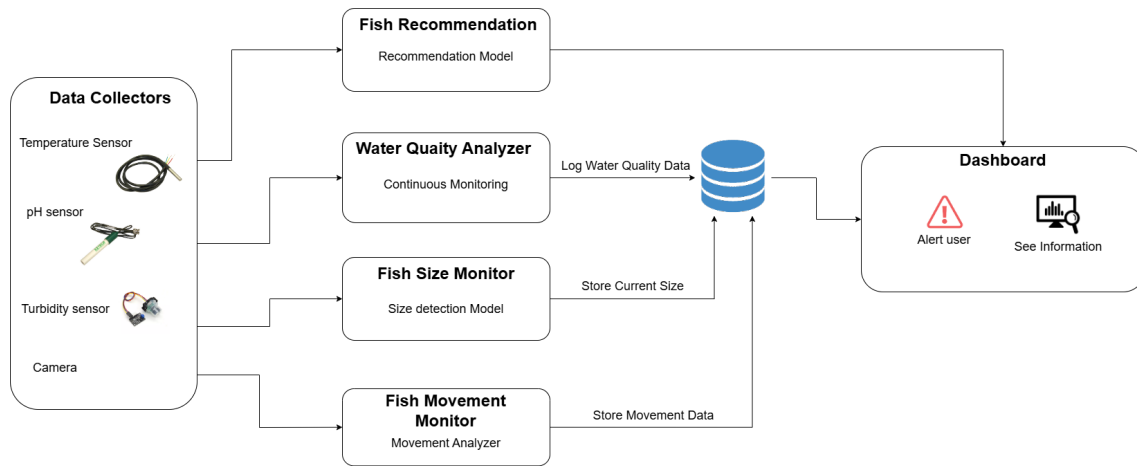 Fish Recommendation
Recommendation Model
Data Collectors
Temperature Sensor
pH sensor
Turbidity sensor
Camera
Water Quaity Analyzer
Continuous Monitoring
Log Water Quality Data
Fish Size Monitor
Size detection Model
Store Current Size
Fish Movement
Monitor
Movement Analyzer
Store Movement Data
Dashboard
Alert user
See Information